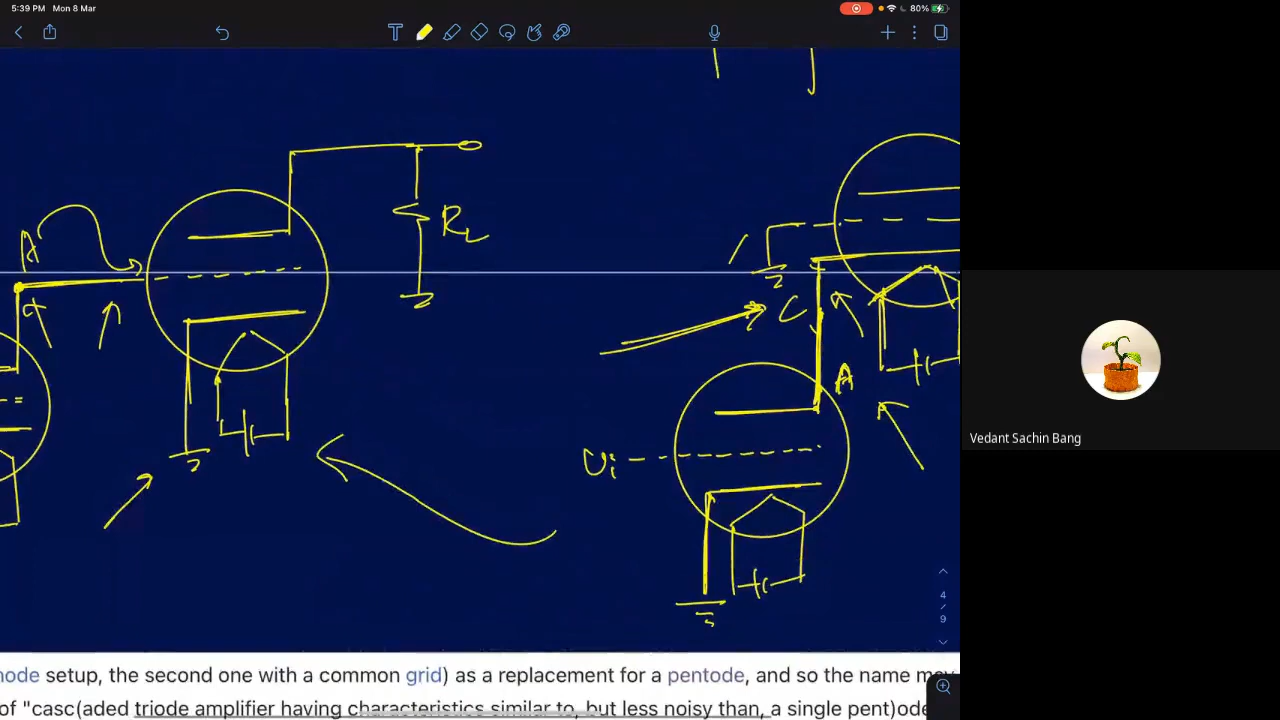 5:39 PM Mon 8 Mar
80%
T
A
R_L
C
A
Ui
4
/
9
node setup, the second one with a common grid) as a replacement for a pentode, and so the name may
of "casc(aded triode amplifier having characteristics similar to, but less noisy than, a single pent)ode
Vedant Sachin Bang